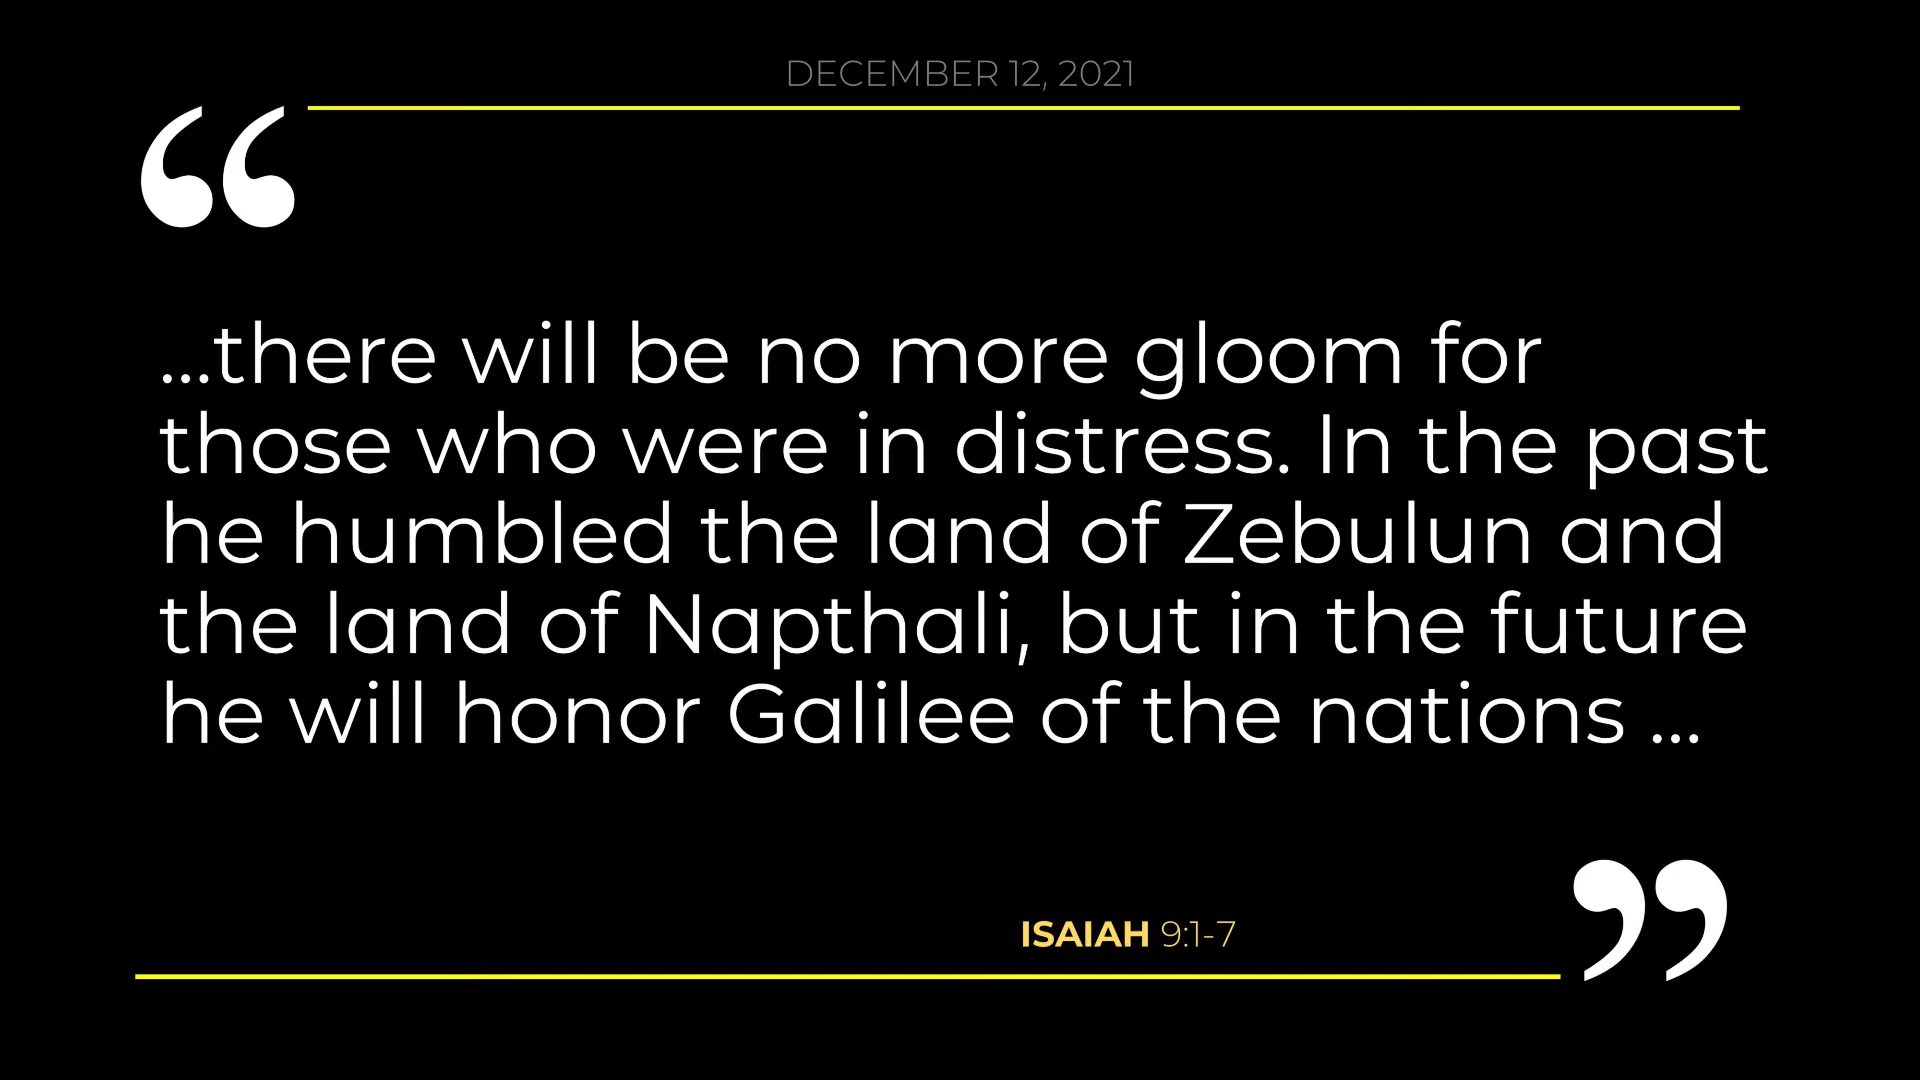 DECEMBER 12, 2021
“
...there will be no more gloom for
those who were in distress. In the past
he humbled the land of Zebulun and
the land of Napthali, but in the future
he will honor Galilee of the nations ...
ISAIAH 9:1-7
”